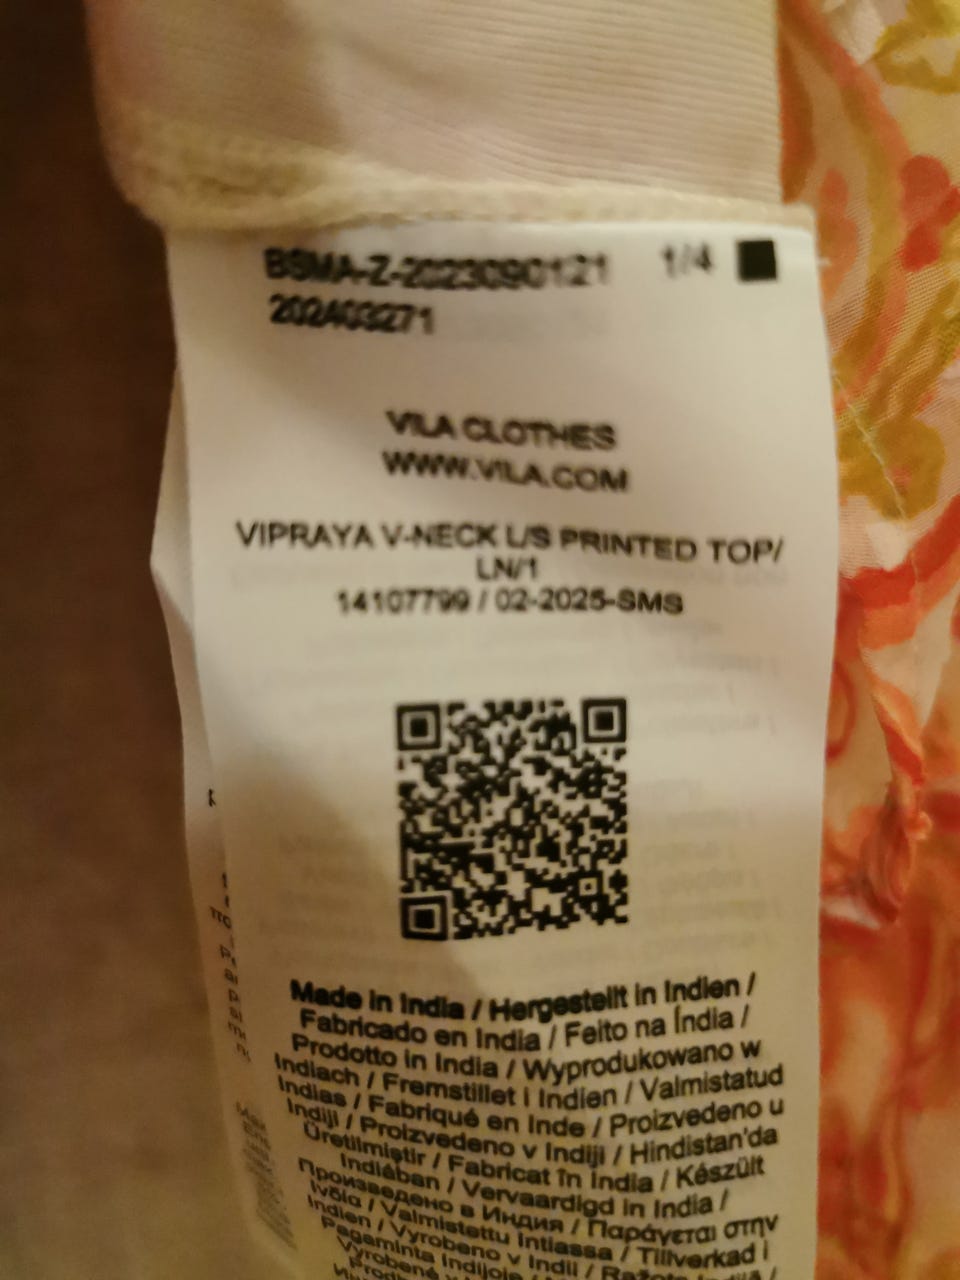 BSMA-Z-2023090121 1/4
202403271
VILA CLOTHES
WWW.VILA.COM
VIPRAYA V-NECK L/S PRINTED TOP/
LN/1
14107799 / 02-2025-SMS
Made in India / Hergestellt in Indien /
Fabricado en India / Feito na Índia /
Prodotto in India / Wyprodukowano w
Indiach / Fremstillet i Indien / Valmistatud
Indias / Fabriqué en Inde / Proizvedeno u
Indiji / Proizvedeno v Indiji / Hindistan'da
Üretilmiştir / Fabricat în India / Készült
Indiában / Vervaardigd in India /
Произведено в Индия / Παράγεται στην
Ινδία / Valmistettu Intiassa / Tillverkad i
Indien / Vyrobeno v Indii /
Pagaminta Indijoje /